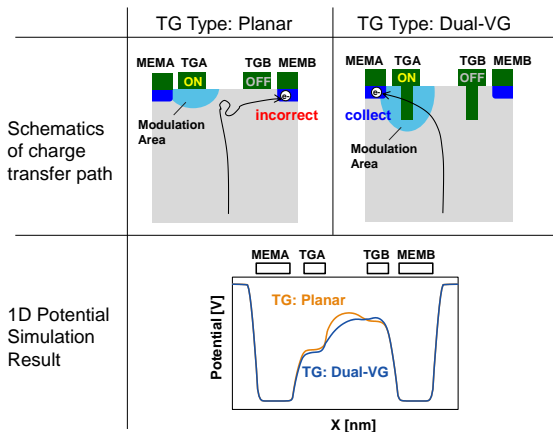 TG Type: Planar
TG Type: Dual-VG
Schematics
of charge
transfer path
MEMA TGA TGB MEMB
ON OFF
e-
incorrect
Modulation
Area
MEMA TGA TGB MEMB
ON OFF
e-
collect
Modulation
Area
1D Potential
Simulation
Result
MEMA TGA TGB MEMB
Potential [V]
TG: Planar
TG: Dual-VG
X [nm]